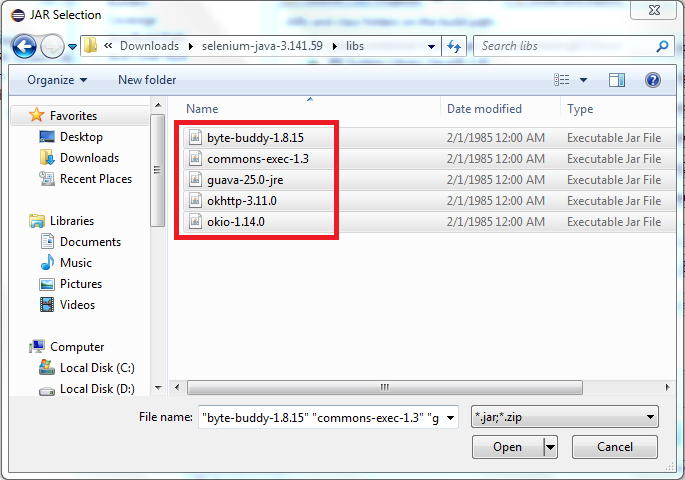 JAR Selection
Downloads selenium-java-3.141.59 libs Search libs
Organize New folder
Name Date modified Type
Favorites
Desktop
Downloads
Recent Places
Libraries
Documents
Music
Pictures
Videos
Computer
Local Disk (C:)
Local Disk (D:)
byte-buddy-1.8.15 2/1/1985 12:00 AM Executable Jar File
commons-exec-1.3 2/1/1985 12:00 AM Executable Jar File
guava-25.0-jre 2/1/1985 12:00 AM Executable Jar File
okhttp-3.11.0 2/1/1985 12:00 AM Executable Jar File
okio-1.14.0 2/1/1985 12:00 AM Executable Jar File
File name: "byte-buddy-1.8.15" "commons-exec-1.3" "g *.jar;*.zip
Open Cancel